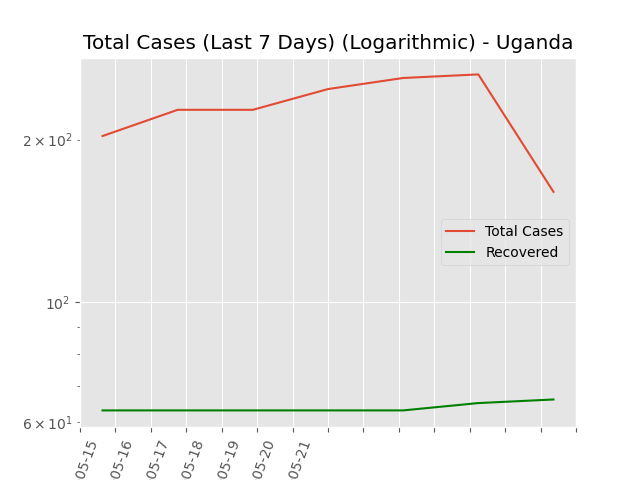 Total Cases (Last 7 Days) (Logarithmic) - Uganda
2 × 10²
10²
6 × 10¹
Total Cases
Recovered
05-15
05-16
05-17
05-18
05-19
05-20
05-21